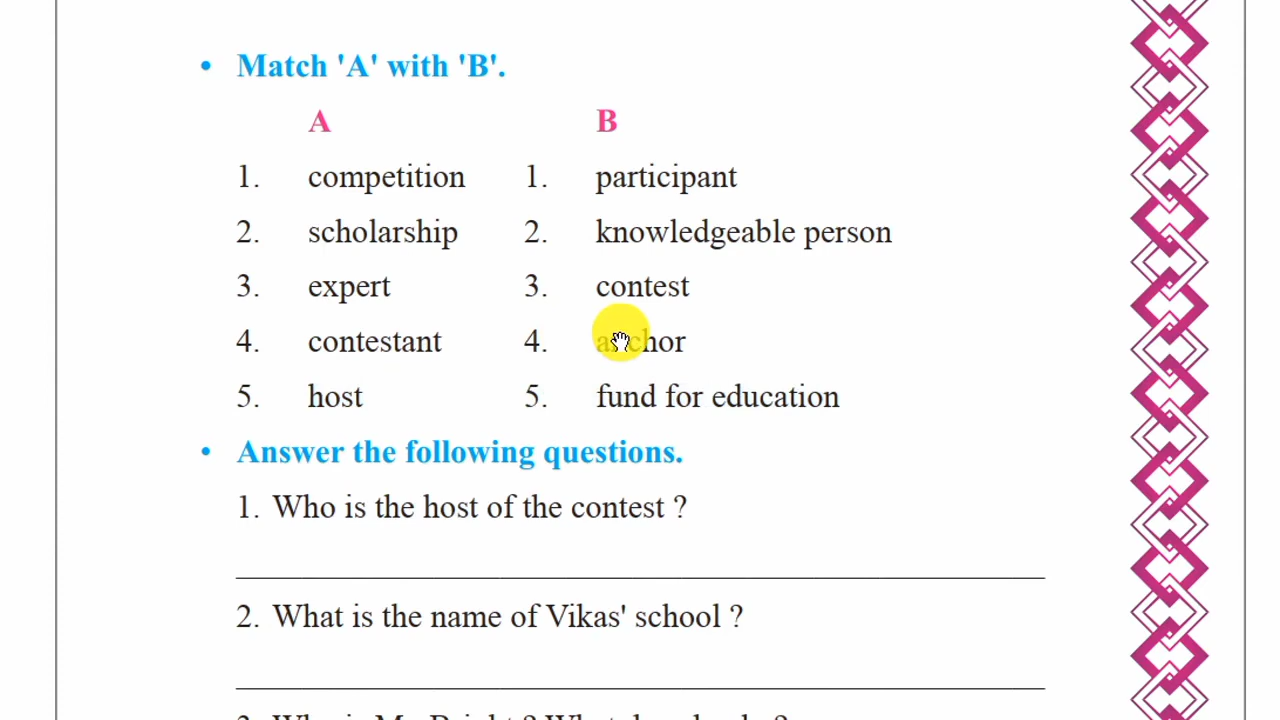 • Match 'A' with 'B'.
A B
1. competition 1. participant
2. scholarship 2. knowledgeable person
3. expert 3. contest
4. contestant 4. anchor
5. host 5. fund for education
• Answer the following questions.
1. Who is the host of the contest ?
2. What is the name of Vikas' school ?